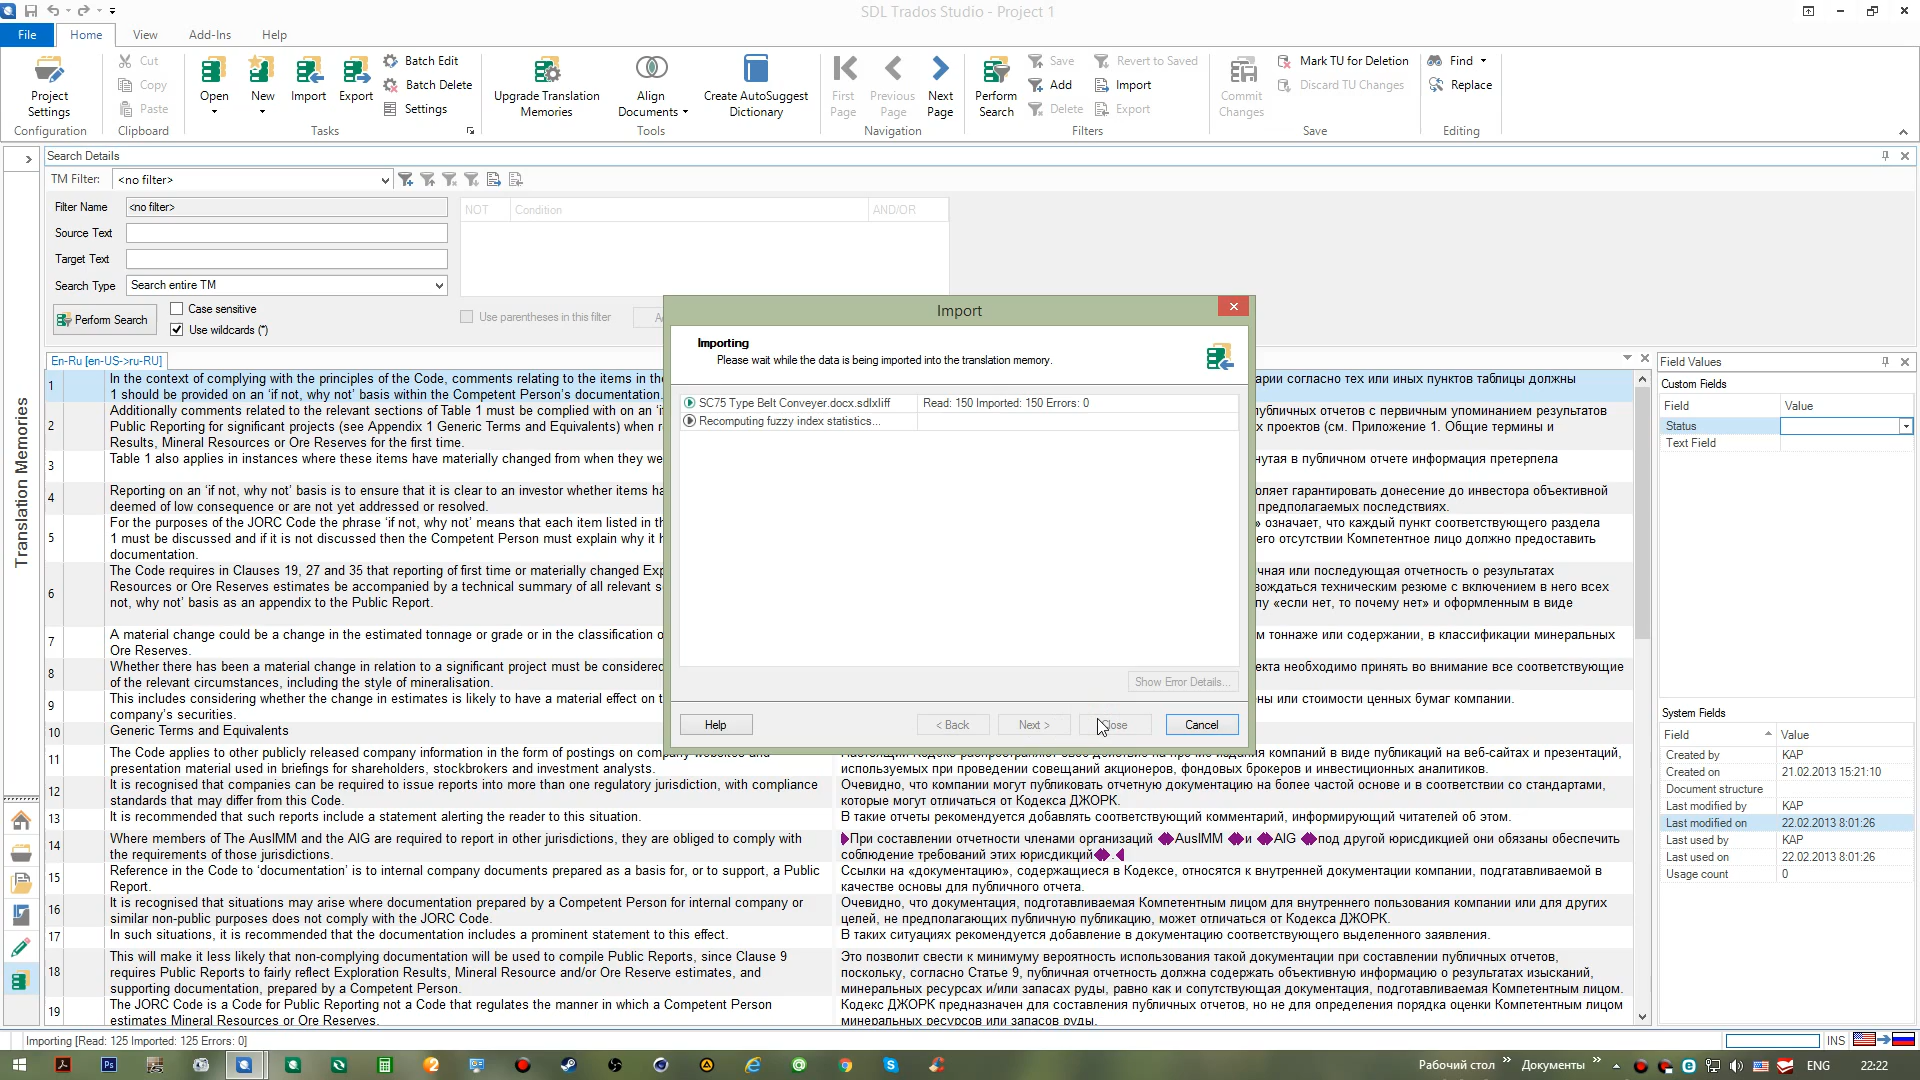 SDL Trados Studio - Project 1
File
Home
View
Add-Ins
Help
Project Settings
Configuration
Cut
Copy
Paste
Clipboard
Open
New
Import
Export
Batch Edit
Batch Delete
Settings
Tasks
Upgrade Translation Memories
Align Documents
Create AutoSuggest Dictionary
Tools
First Page
Previous Page
Next Page
Navigation
Perform Search
Save
Add
Delete
Revert to Saved
Import
Export
Filters
Commit Changes
Mark TU for Deletion
Discard TU Changes
Save
Find
Replace
Editing
Search Details
TM Filter:
<no filter>
Filter Name
<no filter>
Source Text
Target Text
Search Type
Search entire TM
Perform Search
Case sensitive
Use wildcards (*)
NOT
Condition
AND/OR
Use parentheses in this filter
Translation Memories
En-Ru [en-US->ru-RU]
Import
Importing
Please wait while the data is being imported into the translation memory.
SC75 Type Belt Conveyer.docx.sdlxliff
Read: 150 Imported: 150 Errors: 0
Recomputing fuzzy index statistics...
Show Error Details...
Help
< Back
Next >
Cancel
1
In the context of complying with the principles of the Code, comments relating to the items in the
1 should be provided on an 'if not, why not' basis within the Competent Person's documentation.
арии согласно тех или иных пунктов таблицы должны
2
Additionally comments related to the relevant sections of Table 1 must be complied with on an 'i
Public Reporting for significant projects (see Appendix 1 Generic Terms and Equivalents) when r
Results, Mineral Resources or Ore Reserves for the first time.
публичных отчетов с первичным упоминанием
х проектов (см. Приложение 1. Общие термины и
3
Table 1 also applies in instances where these items have materially changed from when they we
нутая в публичном отчете информация претерпела
4
Reporting on an 'if not, why not' basis is to ensure that it is clear to an investor whether items ha
deemed of low consequence or are not yet addressed or resolved.
оляет гарантировать донесение до инвестора объективной
предполагаемых последствиях.
5
For the purposes of the JORC Code the phrase 'if not, why not' means that each item listed in th
1 must be discussed and if it is not discussed then the Competent Person must explain why it h
documentation.
» означает, что каждый пункт соответствующего раздела
его отсутствии Компетентное лицо должно предоставить
6
The Code requires in Clauses 19, 27 and 35 that reporting of first time or materially changed Exp
Resources or Ore Reserves estimates be accompanied by a technical summary of all relevant s
not, why not' basis as an appendix to the Public Report.
чная или последующая отчетность о результатах
вождаться техническим резюме с включением в него всех
пу «если нет, то почему нет» и оформленным в виде
7
A material change could be a change in the estimated tonnage or grade or in the classification o
Ore Reserves.
м тоннаже или содержании, в классификации минеральных
8
Whether there has been a material change in relation to a significant project must be considered
of the relevant circumstances, including the style of mineralisation.
екта необходимо принять во внимание все соответствующие
9
This includes considering whether the change in estimates is likely to have a material effect on t
company's securities.
ны или стоимости ценных бумаг компании.
10
Generic Terms and Equivalents
11
The Code applies to other publicly released company information in the form of postings on company websites and
presentation material used in briefings for shareholders, stockbrokers and investment analysts.
Настоящий Кодекс распространяет свое действие на прочие издания компаний в виде публикаций на веб-сайтах и презентаций,
используемых при проведении совещаний акционеров, фондовых брокеров и инвестиционных аналитиков.
12
It is recognised that companies can be required to issue reports into more than one regulatory jurisdiction, with compliance
standards that may differ from this Code.
Очевидно, что компании могут публиковать отчетную документацию на более частой основе и в соответствии со стандартами,
которые могут отличаться от Кодекса ДЖОРК.
13
It is recommended that such reports include a statement alerting the reader to this situation.
В такие отчеты рекомендуется добавлять соответствующий комментарий, информирующий читателей об этом.
14
Where members of The AusIMM and the AIG are required to report in other jurisdictions, they are obliged to comply with
the requirements of those jurisdictions.
При составлении отчетности членами организаций AusIMM и AIG под другой юрисдикцией они обязаны обеспечить
соблюдение требований этих юрисдикций.
15
Reference in the Code to 'documentation' is to internal company documents prepared as a basis for, or to support, a Public
Report.
Ссылки на «документацию», содержащиеся в Кодексе, относятся к внутренней документации компании, подгатавливаемой в
качестве основы для публичного отчета.
16
It is recognised that situations may arise where documentation prepared by a Competent Person for internal company or
similar non-public purposes does not comply with the JORC Code.
Очевидно, что документация, подготавливаемая Компетентным лицом для внутреннего пользования компании или для других
целей, не предполагающих публичную публикацию, может отличаться от Кодекса ДЖОРК.
17
In such situations, it is recommended that the documentation includes a prominent statement to this effect.
В таких ситуациях рекомендуется добавление в документацию соответствующего выделенного заявления.
18
This will make it less likely that non-complying documentation will be used to compile Public Reports, since Clause 9
requires Public Reports to fairly reflect Exploration Results, Mineral Resource and/or Ore Reserve estimates, and
supporting documentation, prepared by a Competent Person.
Это позволит свести к минимуму вероятность использования такой документации при составлении публичных отчетов,
поскольку, согласно Статье 9, публичная отчетность должна содержать объективную информацию о результатах изысканий,
минеральных ресурсах и/или запасах руды, равно как и сопутствующая документация, подготавливаемая Компетентным лицом.
19
The JORC Code is a Code for Public Reporting not a Code that regulates the manner in which a Competent Person
estimates Mineral Resources or Ore Reserves.
Кодекс ДЖОРК предназначен для составления публичных отчетов, но не для определения порядка оценки Компетентным лицом
минеральных ресурсов или запасов руды.
Field Values
Custom Fields
Field
Value
Status
Text Field
System Fields
Field
Value
Created by
KAP
Created on
21.02.2013 15:21:10
Document structure
Last modified by
KAP
Last modified on
22.02.2013 8:01:26
Last used by
KAP
Last used on
22.02.2013 8:01:26
Usage count
0
Importing [Read: 125 Imported: 125 Errors: 0]
INS
Рабочий стол
Документы
ENG
22:22